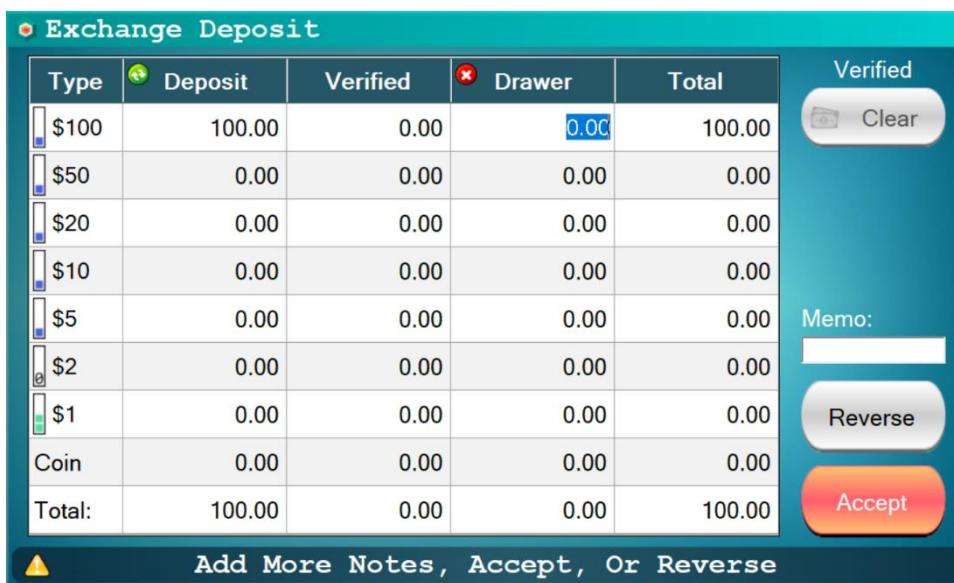 Exchange Deposit
Type Deposit Verified Drawer Total
$100 100.00 0.00 0.00 100.00
$50 0.00 0.00 0.00 0.00
$20 0.00 0.00 0.00 0.00
$10 0.00 0.00 0.00 0.00
$5 0.00 0.00 0.00 0.00
$2 0.00 0.00 0.00 0.00
$1 0.00 0.00 0.00 0.00
Coin 0.00 0.00 0.00 0.00
Total: 100.00 0.00 0.00 100.00
Verified
Clear
Memo:
Reverse
Accept
Add More Notes, Accept, Or Reverse